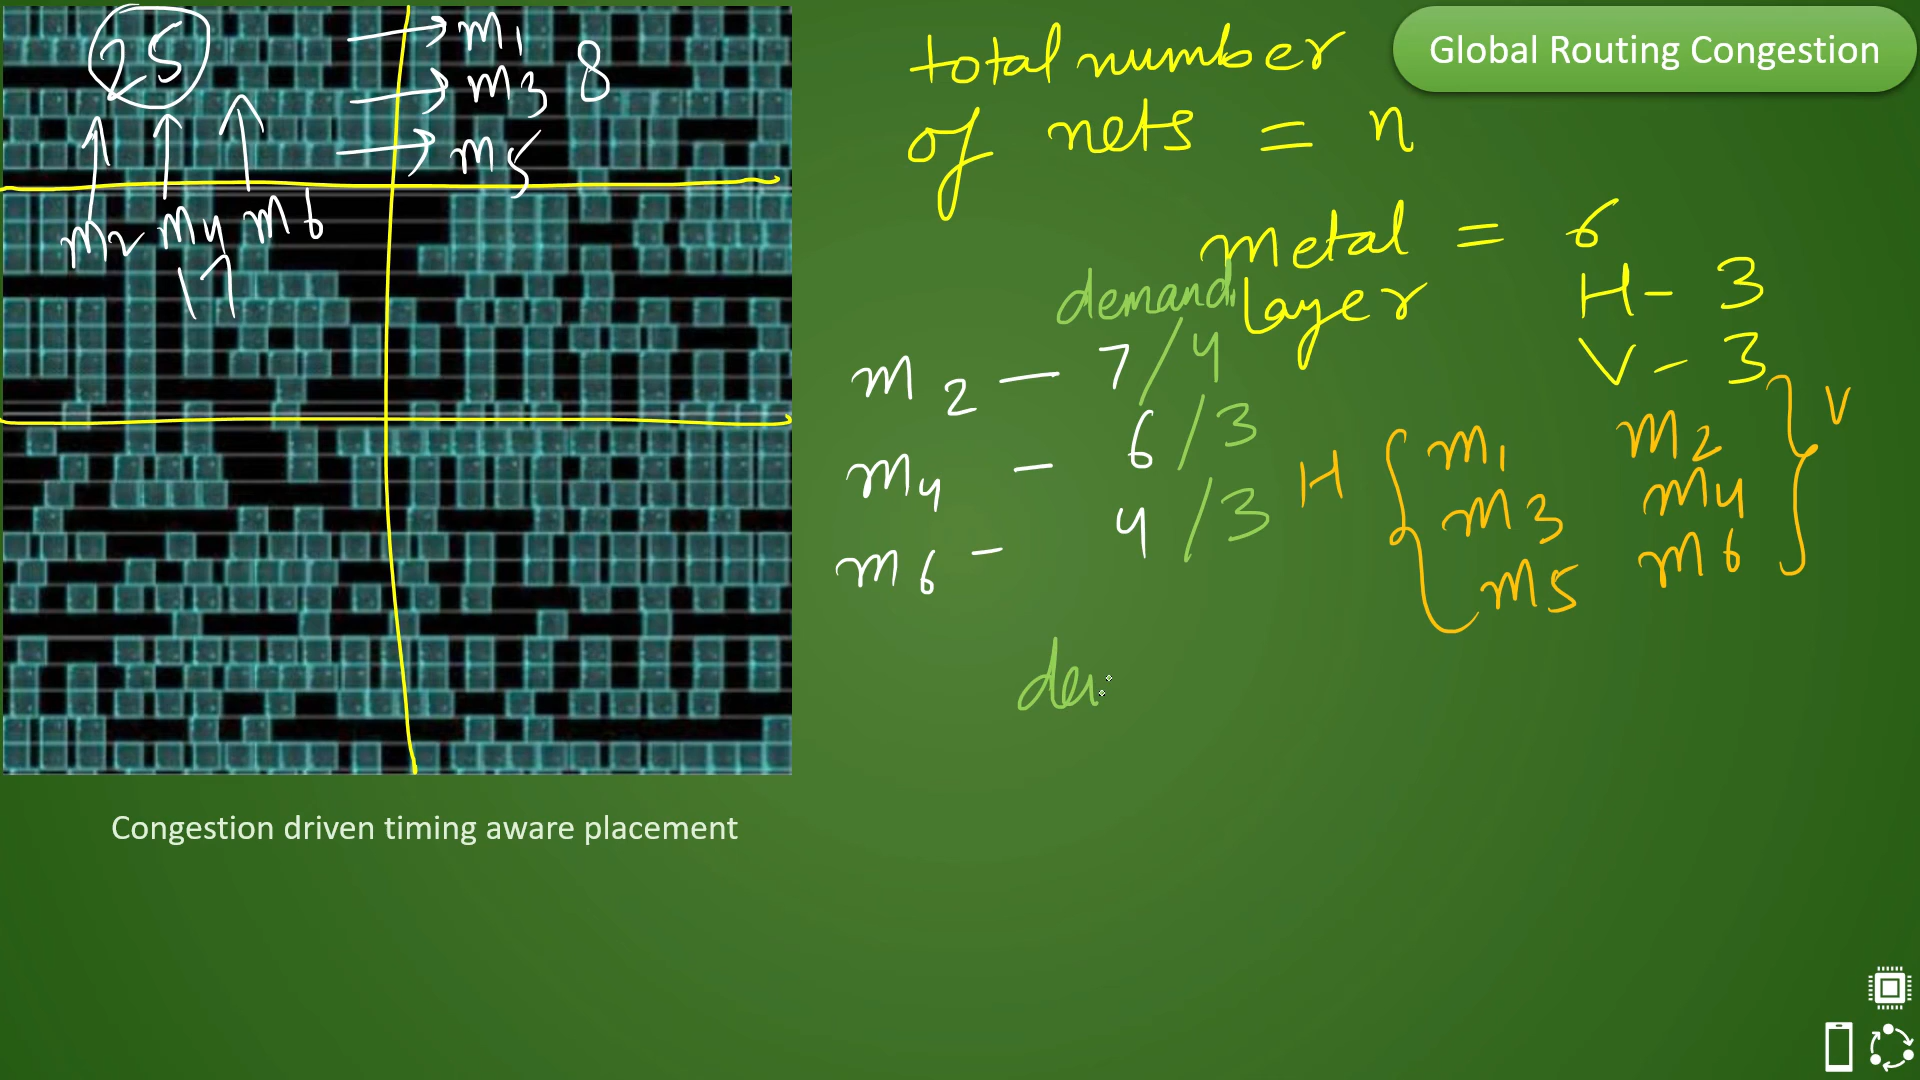 Global Routing Congestion
total number
of nets = n
metal = 6
layer
H - 3
V - 3
25
→ m1
→ m3 8
→ m5
m2 m4 m6
17
demand
m2 - 7/4
m4 - 6/3
m6 - 4/3
H { m1 m2 } V
m3 m4
m5 m6
de
Congestion driven timing aware placement